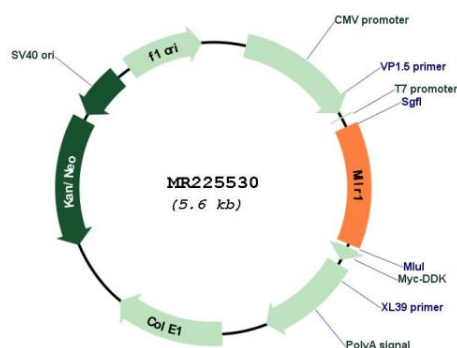 CMV promoter
SV40 ori
f1 ori
VP1.5 primer
T7 promoter
SgfI
Kan/Neo
MR225530
(5.6 kb)
Mlr1
MluI
Myc-DDK
XL39 primer
Col E1
PolyA signal